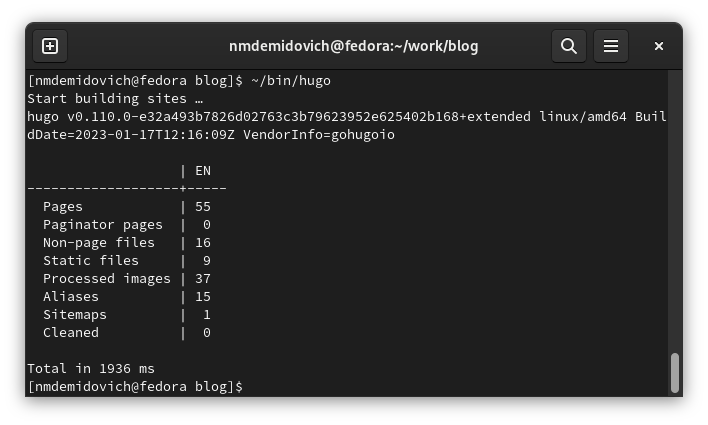 nmdemidovich@fedora:~/work/blog
[nmdemidovich@fedora blog]$ ~/bin/hugo
Start building sites …
hugo v0.110.0-e32a493b7826d02763c3b79623952e625402b168+extended linux/amd64 Buil
dDate=2023-01-17T12:16:09Z VendorInfo=gohugoio
                   | EN
-------------------+-----
  Pages            | 55
  Paginator pages  |  0
  Non-page files   | 16
  Static files     |  9
  Processed images | 37
  Aliases          | 15
  Sitemaps         |  1
  Cleaned          |  0
Total in 1936 ms
[nmdemidovich@fedora blog]$